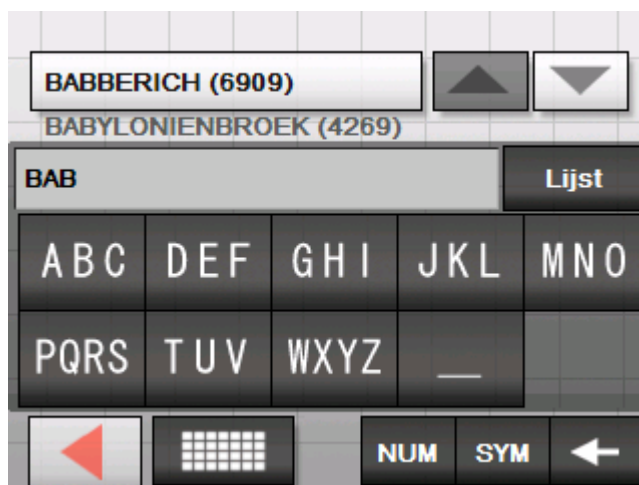 BABBERICH (6909)
BABYLONIENBROEK (4269)
BAB
Lijst
ABC DEF GHI JKL MNO
PQRS TUV WXYZ _
NUM SYM